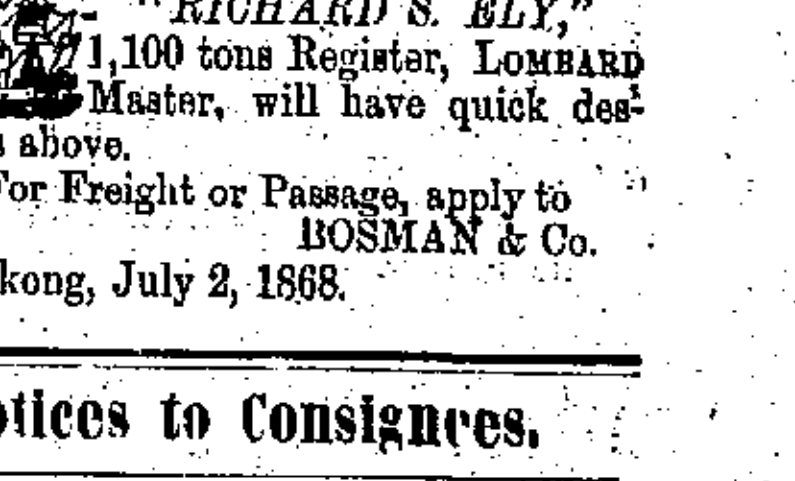 "RICHARD S. ELY,"
1,100 tons Register, LOMBARD
Master, will have quick des-
s above.
For Freight or Passage, apply to
BOSMAN & Co.
kong, July 2, 1868.
otices to Consignees.